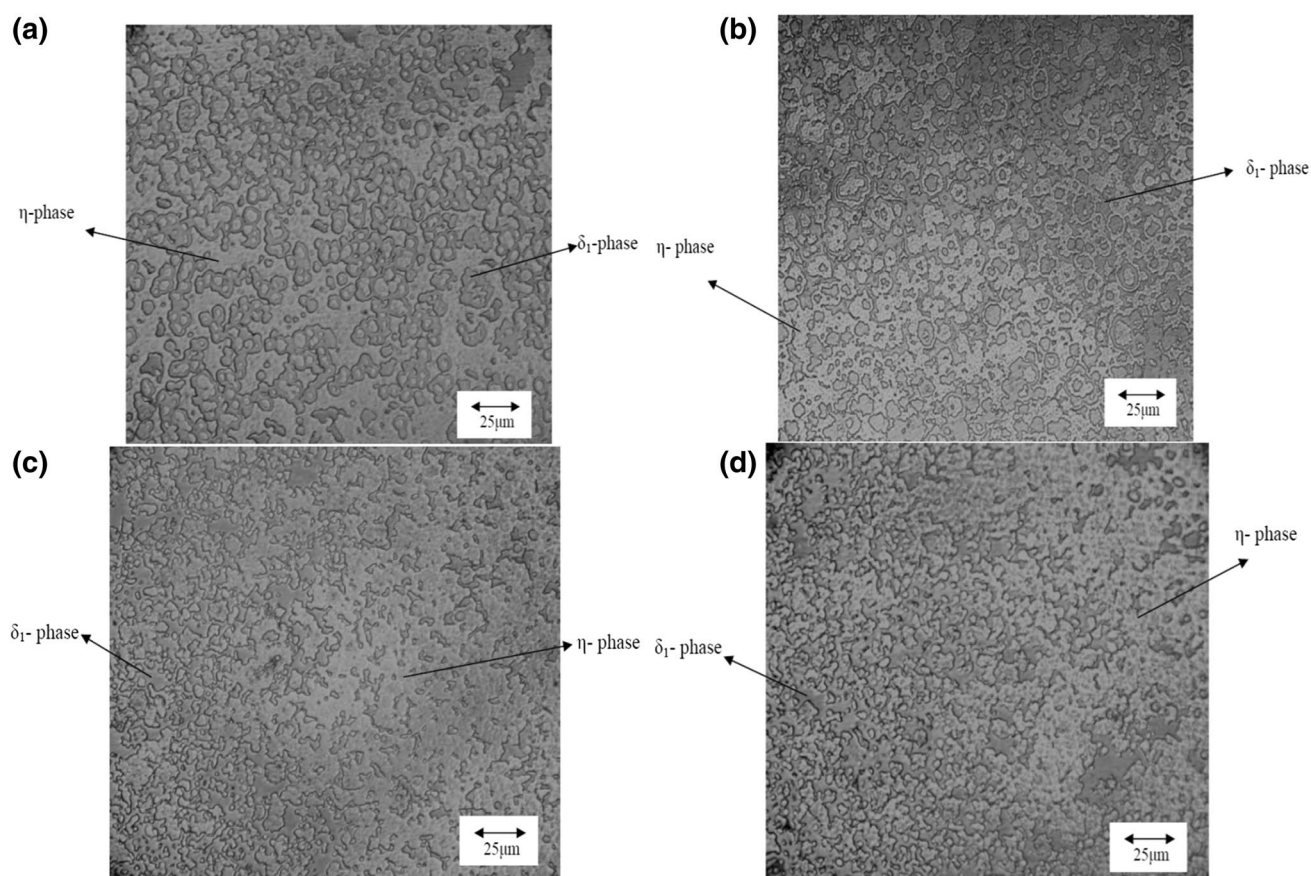 (a)
(b)
η-phase
δ₁-phase
25μm
δ₁- phase
η- phase
25μm
(c)
(d)
δ₁- phase
η- phase
25μm
η- phase
δ₁- phase
25μm